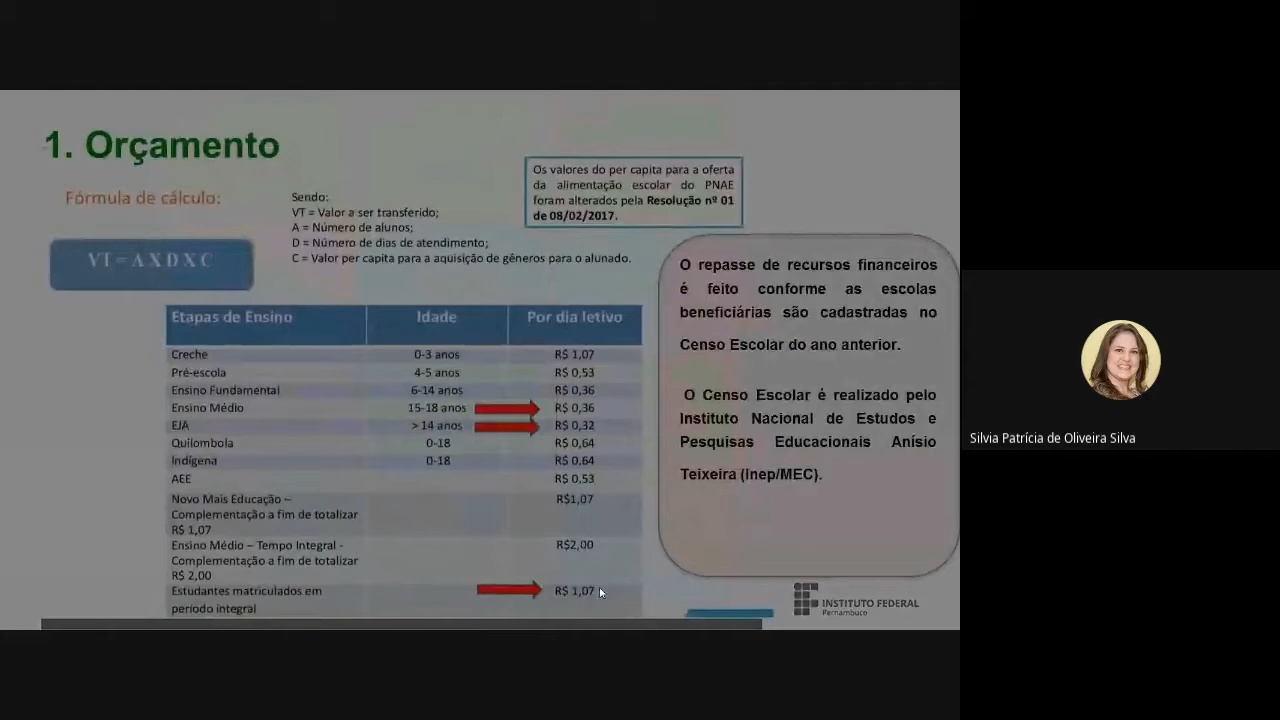 1. Orçamento
Fórmula de cálculo:
VT = A X D X C
Sendo:
VT = Valor a ser transferido;
A = Número de alunos;
D = Número de dias de atendimento;
C = Valor per capita para a aquisição de gêneros para o alunado.
Os valores do per capita para a oferta
da alimentação escolar do PNAE
foram alterados pela Resolução nº 01
de 08/02/2017.
Etapas de Ensino Idade Por dia letivo
Creche 0-3 anos R$ 1,07
Pré-escola 4-5 anos R$ 0,53
Ensino Fundamental 6-14 anos R$ 0,36
Ensino Médio 15-18 anos R$ 0,36
EJA > 14 anos R$ 0,32
Quilombola 0-18 R$ 0,64
Indígena 0-18 R$ 0,64
AEE R$ 0,53
Novo Mais Educação – R$1,07
Complementação a fim de totalizar
R$ 1,07
Ensino Médio – Tempo Integral - R$2,00
Complementação a fim de totalizar
R$ 2,00
Estudantes matriculados em R$ 1,07
período integral
O repasse de recursos financeiros
é feito conforme as escolas
beneficiárias são cadastradas no
Censo Escolar do ano anterior.
O Censo Escolar é realizado pelo
Instituto Nacional de Estudos e
Pesquisas Educacionais Anísio
Teixeira (Inep/MEC).
INSTITUTO FEDERAL
Pernambuco
Silvia Patrícia de Oliveira Silva